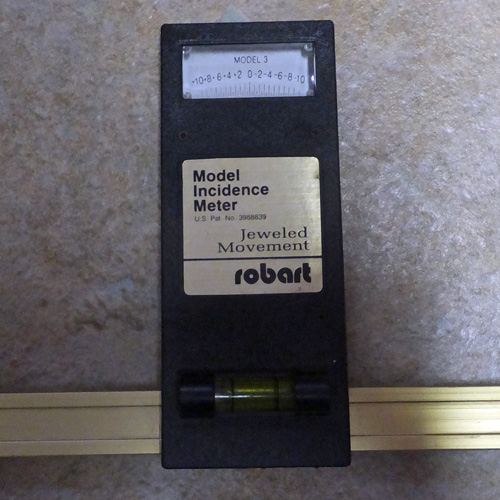 MODEL 3
+10+8+6+4+2 0-2-4-6-8-10
Model
Incidence
Meter
U.S. Pat. No. 3968639
Jeweled
Movement
robart